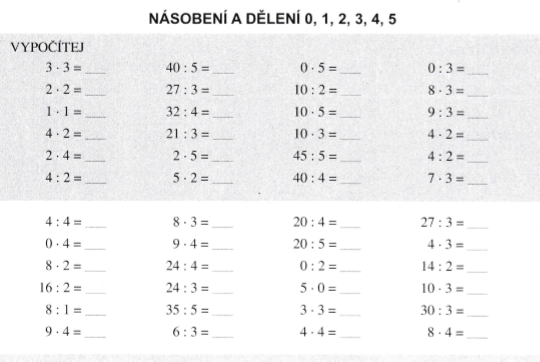 NÁSOBENÍ A DĚLENÍ 0, 1, 2, 3, 4, 5
VYPOČÍTEJ
3 · 3 = ___ 40 : 5 = ___ 0 · 5 = ___ 0 : 3 = ___
2 · 2 = ___ 27 : 3 = ___ 10 : 2 = ___ 8 · 3 = ___
1 · 1 = ___ 32 : 4 = ___ 10 · 5 = ___ 9 : 3 = ___
4 · 2 = ___ 21 : 3 = ___ 10 · 3 = ___ 4 · 2 = ___
2 · 4 = ___ 2 · 5 = ___ 45 : 5 = ___ 4 : 2 = ___
4 : 2 = ___ 5 · 2 = ___ 40 : 4 = ___ 7 · 3 = ___
4 : 4 = ___ 8 · 3 = ___ 20 : 4 = ___ 27 : 3 = ___
0 · 4 = ___ 9 · 4 = ___ 20 : 5 = ___ 4 · 3 = ___
8 · 2 = ___ 24 : 4 = ___ 0 : 2 = ___ 14 : 2 = ___
16 : 2 = ___ 24 : 3 = ___ 5 · 0 = ___ 10 · 3 = ___
8 : 1 = ___ 35 : 5 = ___ 3 · 3 = ___ 30 : 3 = ___
9 · 4 = ___ 6 : 3 = ___ 4 · 4 = ___ 8 · 4 = ___